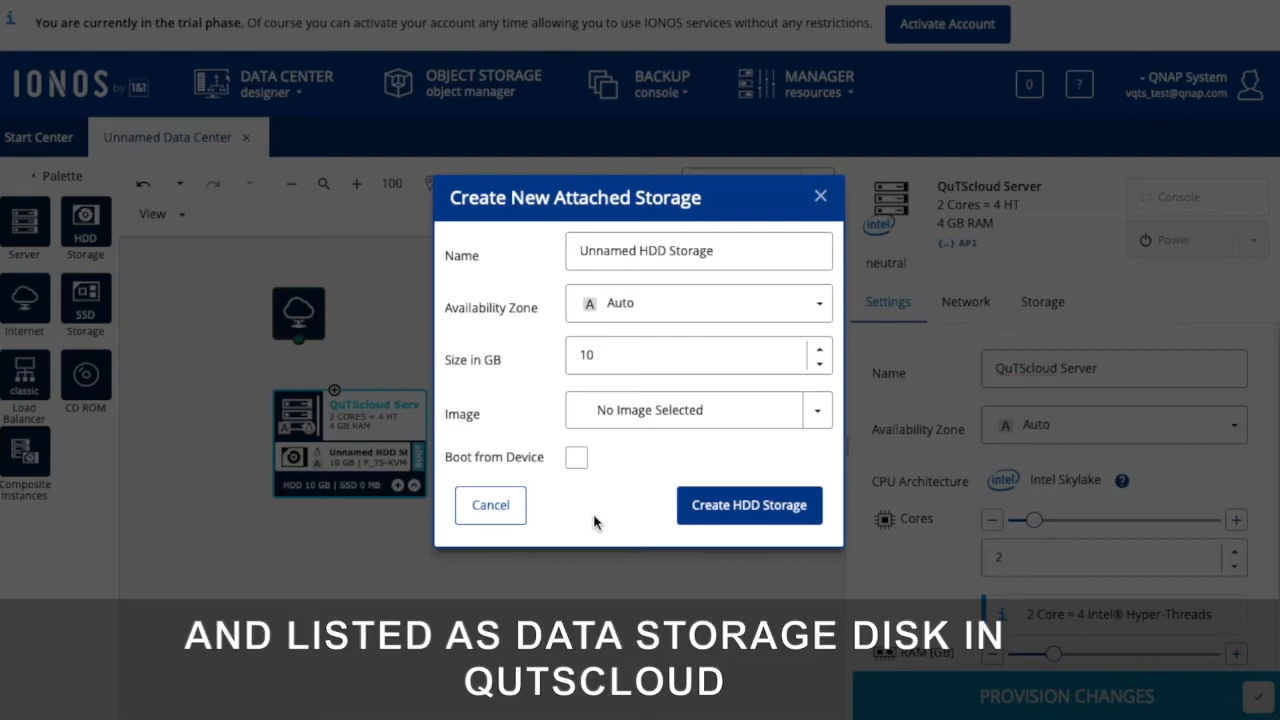 You are currently in the trial phase. Of course you can activate your account any time allowing you to use IONOS services without any restrictions.
Activate Account
IONOS by 1&1
DATA CENTER
designer
OBJECT STORAGE
object manager
BACKUP
console
MANAGER
resources
0
?
- QNAP System
vqts_test@qnap.com
Start Center
Unnamed Data Center ×
Palette
100
View
Server
HDD
Storage
Internet
SSD
Storage
classic
Load
Balancer
CD ROM
Composite
Instances
QuTScloud Serv
2 CORES = 4 HT
4 GB RAM
Unnamed HDD St
10 GB | F_TS-KVM
BOOT
HDD 10 GB | SSD 0 MB
Create New Attached Storage
Name
Unnamed HDD Storage
Availability Zone
A Auto
Size in GB
10
Image
No Image Selected
Boot from Device
Cancel
Create HDD Storage
QuTScloud Server
2 Cores = 4 HT
4 GB RAM
{...} API
intel
neutral
Console
Power
Settings
Network
Storage
Name
QuTScloud Server
Availability Zone
A Auto
CPU Architecture
intel Intel Skylake ?
Cores
2
2 Core = 4 Intel® Hyper-Threads
RAM (GB)
PROVISION CHANGES
AND LISTED AS DATA STORAGE DISK IN
QUTSCLOUD